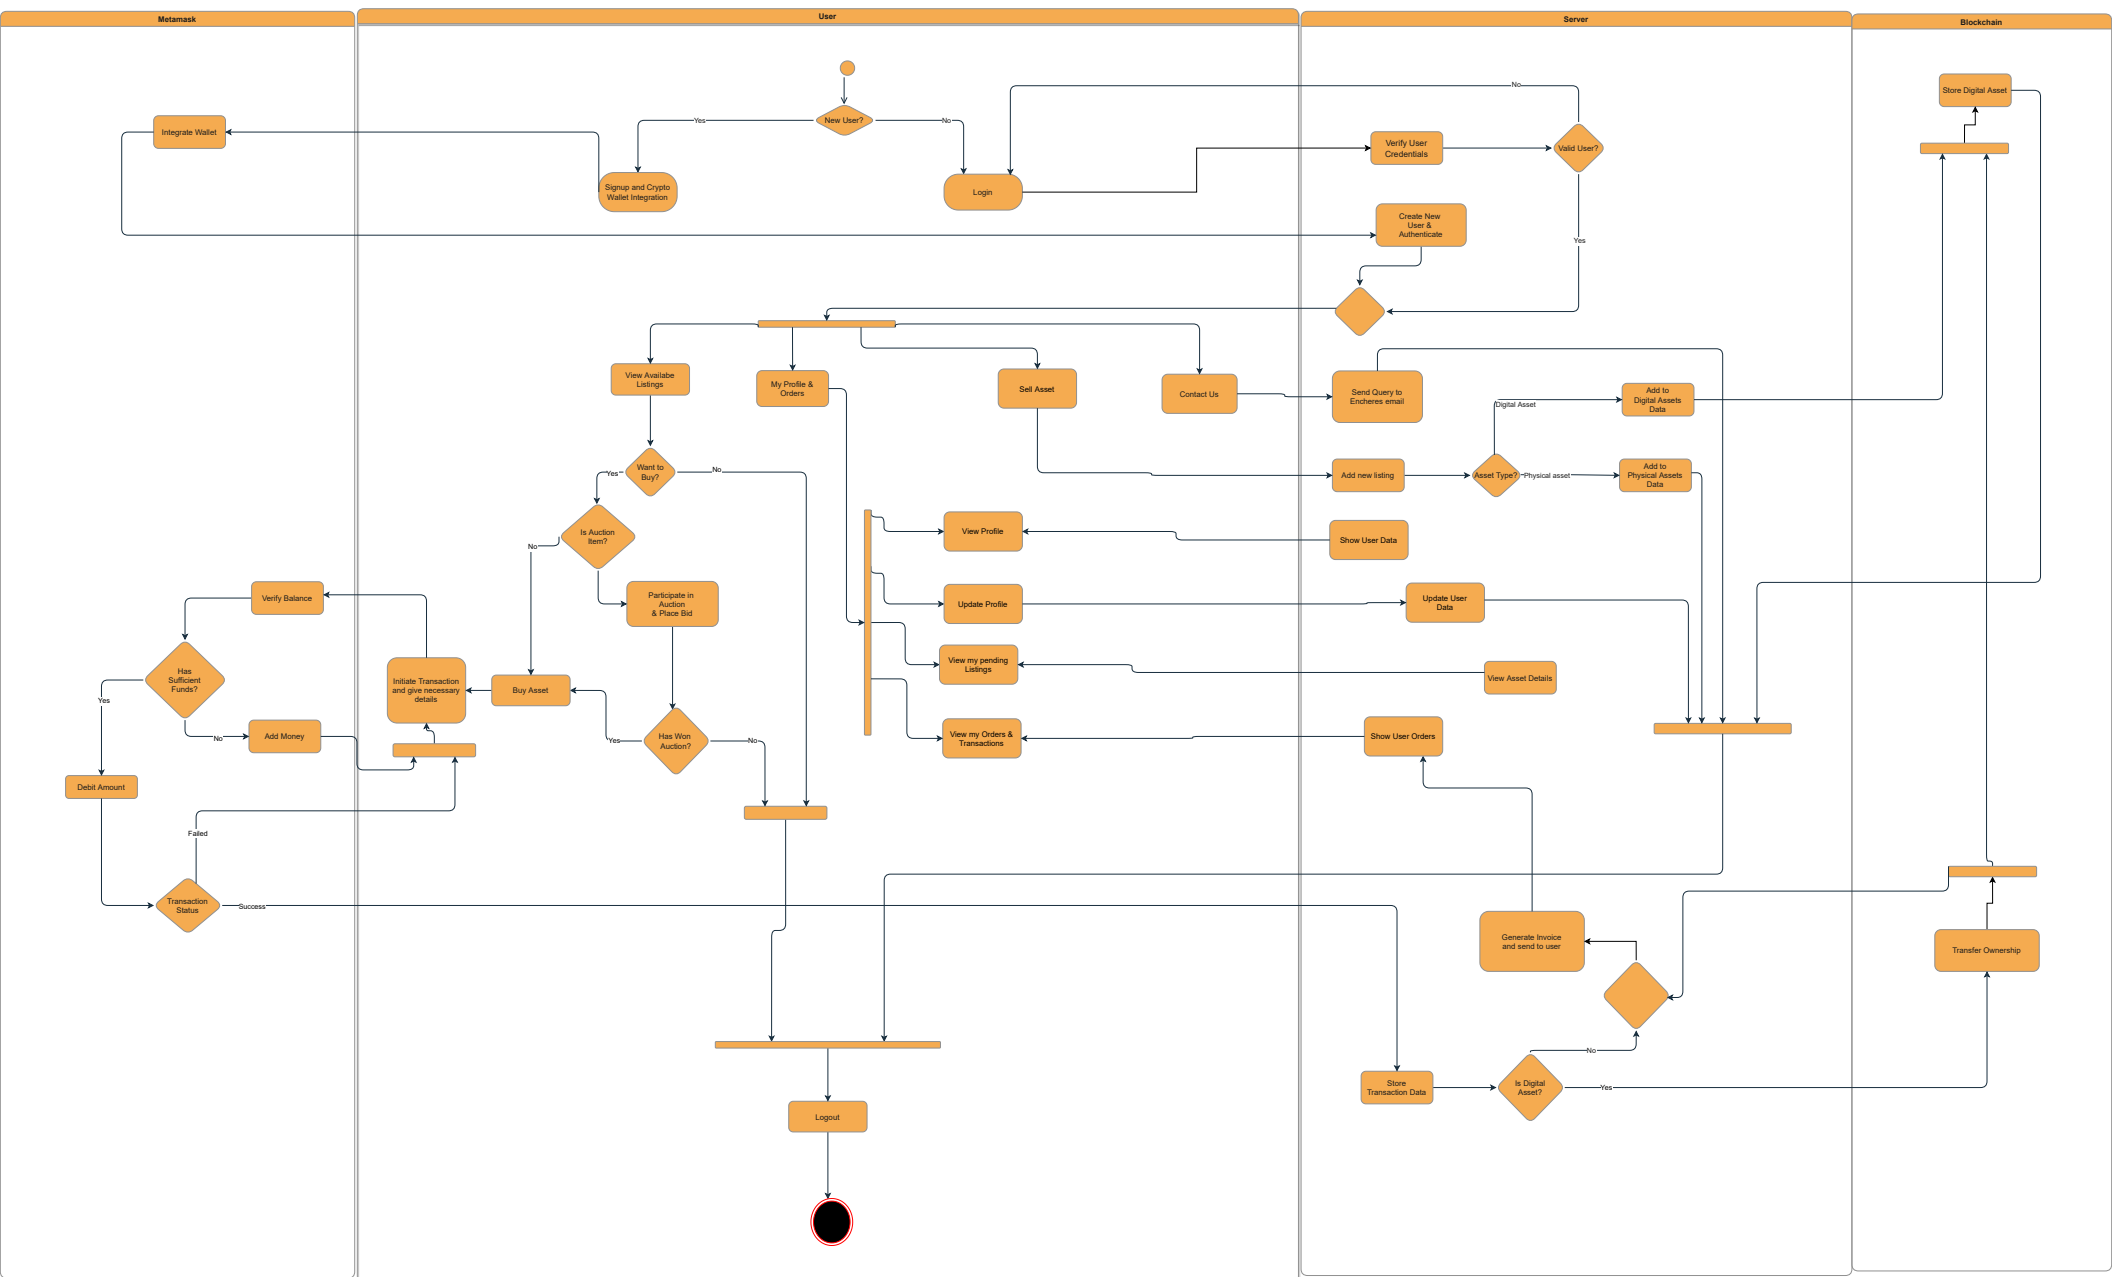 Metamask
User
Server
Blockchain
New User?
Yes
No
No
Integrate Wallet
Signup and Crypto
Wallet Integration
Login
Verify User
Credentials
Valid User?
Yes
Store Digital Asset
Create New
User &
Authenticate
View Availabe
Listings
My Profile &
Orders
Sell Asset
Contact Us
Send Query to
Encheres email
Digital Asset
Add to
Digital Assets
Data
Want to
Buy?
Yes
No
Add new listing
Asset Type?
Physical asset
Add to
Physical Assets
Data
Is Auction
Item?
No
View Profile
Show User Data
Verify Balance
Participate in
Auction
& Place Bid
Update Profile
Update User
Data
Has
Sufficient
Funds?
Yes
No
Add Money
Initiate Transaction
and give necessary
details
Buy Asset
View my pending
Listings
View Asset Details
Has Won
Auction?
Yes
No
View my Orders &
Transactions
Show User Orders
Debit Amount
Failed
Transaction
Status
Success
Generate Invoice
and send to user
Transfer Ownership
Store
Transaction Data
Is Digital
Asset?
No
Yes
Logout